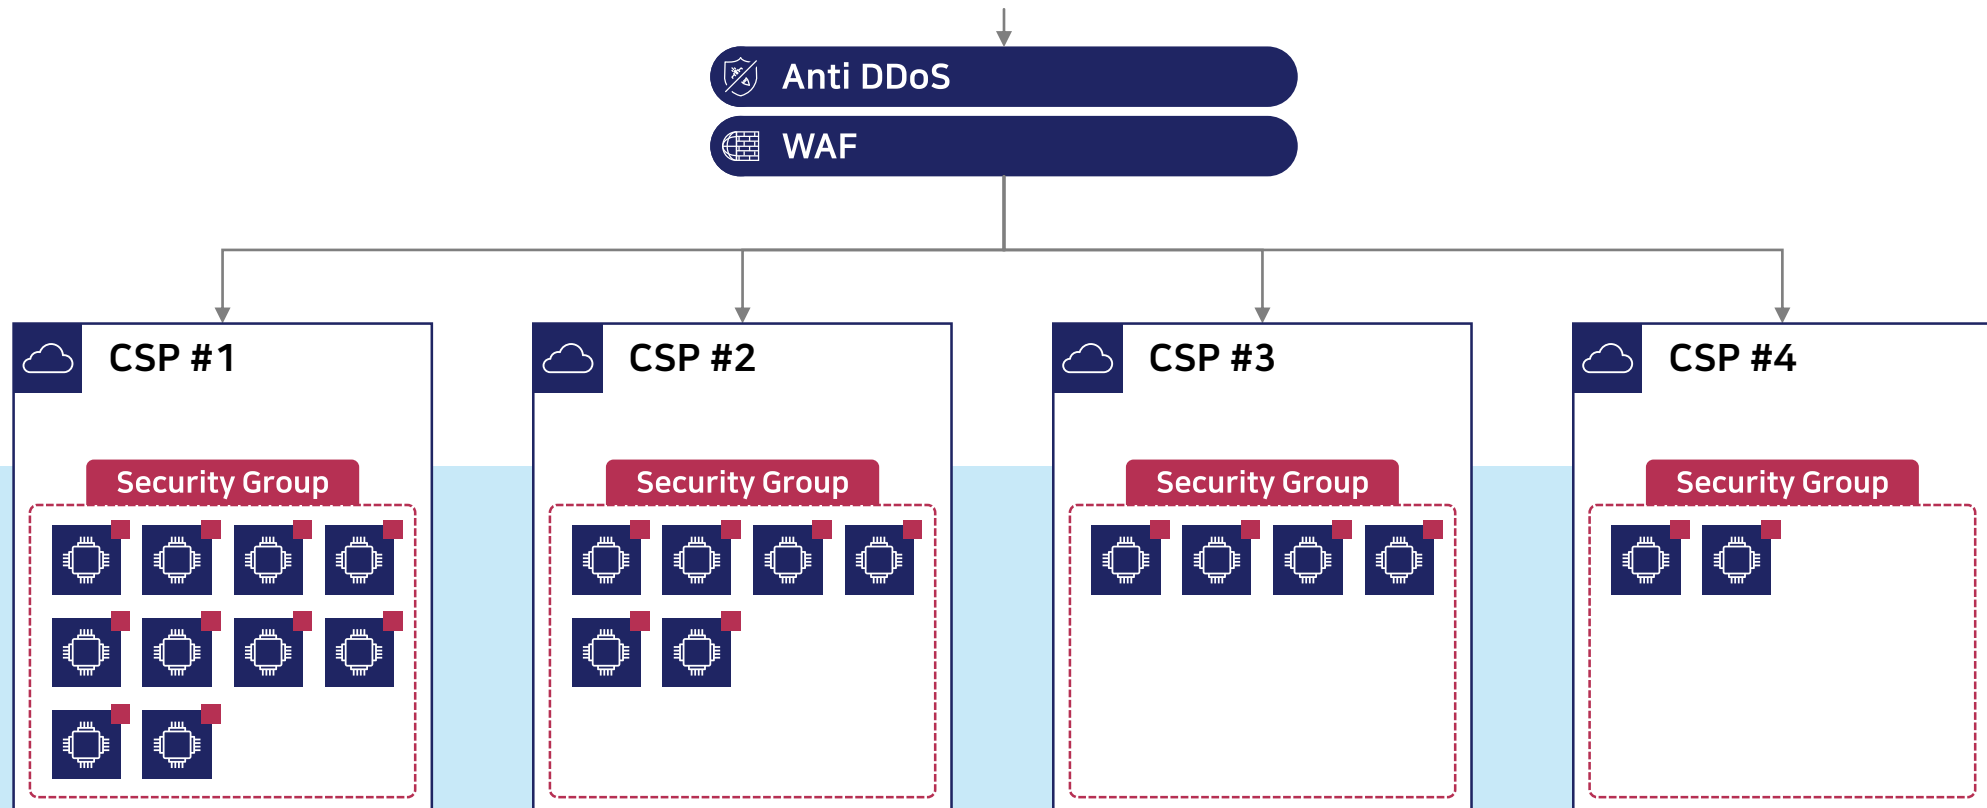 Anti DDoS
WAF
CSP #1
CSP #2
CSP #3
CSP #4
Security Group
Security Group
Security Group
Security Group